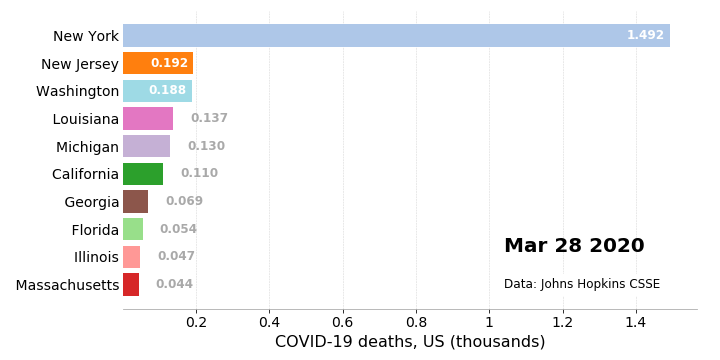 New York 1.492
New Jersey 0.192
Washington 0.188
Louisiana 0.137
Michigan 0.130
California 0.110
Georgia 0.069
Florida 0.054
Illinois 0.047
Massachusetts 0.044
Mar 28 2020
Data: Johns Hopkins CSSE
0.2 0.4 0.6 0.8 1 1.2 1.4
COVID-19 deaths, US (thousands)